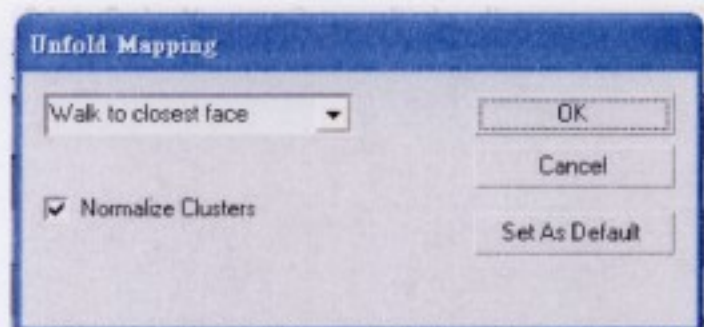 Unfold Mapping
Walk to closest face
OK
Cancel
Normalize Clusters
Set As Default